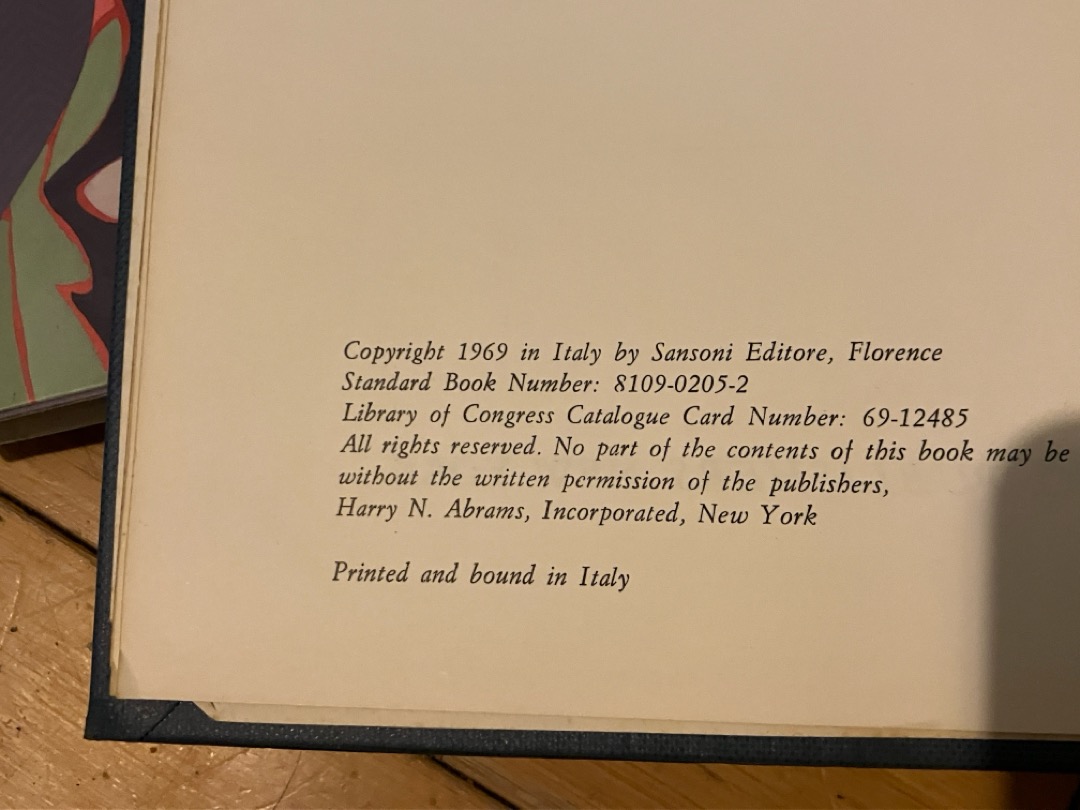 Copyright 1969 in Italy by Sansoni Editore, Florence
Standard Book Number: 8109-0205-2
Library of Congress Catalogue Card Number: 69-12485
All rights reserved. No part of the contents of this book may be
without the written permission of the publishers,
Harry N. Abrams, Incorporated, New York
Printed and bound in Italy